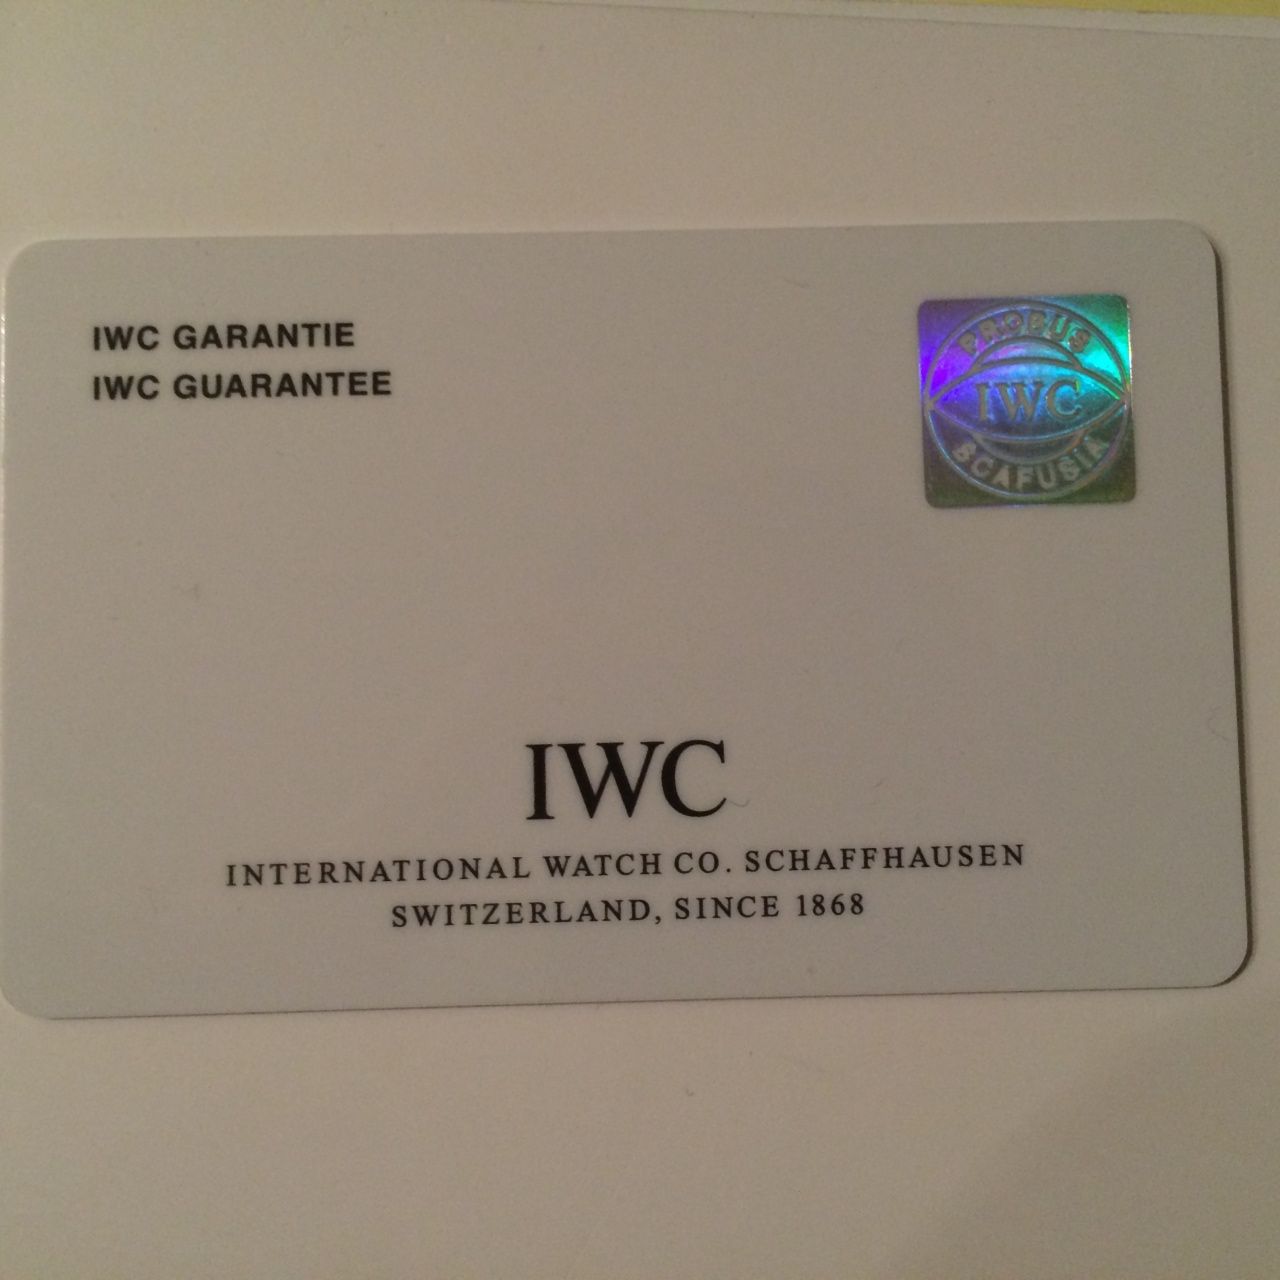 IWC GARANTIE
IWC GUARANTEE
PROBUS
IWC
SCAFUSIA
IWC
INTERNATIONAL WATCH CO. SCHAFFHAUSEN
SWITZERLAND, SINCE 1868